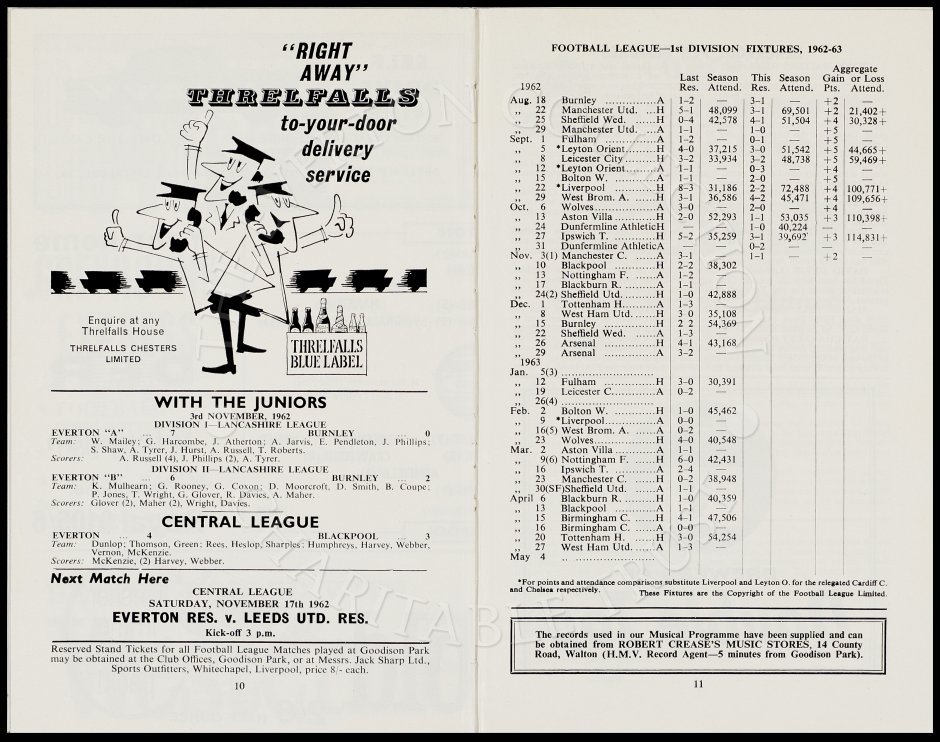 "RIGHT
AWAY"
THRELFALLS
to-your-door
delivery
service
Enquire at any
Threlfalls House
THRELFALLS CHESTERS
LIMITED
THRELFALLS
BLUE LABEL
WITH THE JUNIORS
3rd NOVEMBER, 1962
DIVISION I—LANCASHIRE LEAGUE
EVERTON "A" ... 7 BURNLEY 0
Team: W. Mailey; G. Harcombe, J. Atherton; A. Jarvis, E. Pendleton, J. Phillips;
S. Shaw, A. Tyrer, J. Hurst, A. Russell, T. Roberts.
Scorers: A. Russell (4), J. Phillips (2), A. Tyrer.
DIVISION II—LANCASHIRE LEAGUE
EVERTON "B" ... 6 BURNLEY ... 2
Team: K. Mulhearn; G. Rooney, G. Coxon; D. Moorcroft, D. Smith, B. Coupe;
P. Jones, T. Wright, G. Glover, R. Davies, A. Maher.
Scorers: Glover (2), Maher (2), Wright, Davies.
CENTRAL LEAGUE
EVERTON ... 4 BLACKPOOL ... 3
Team: Dunlop; Thomson, Green; Rees, Heslop, Sharples; Humphreys, Harvey, Webber,
Vernon, McKenzie.
Scorers: McKenzie, (2) Harvey, Webber.
Next Match Here
CENTRAL LEAGUE
SATURDAY, NOVEMBER 17th 1962
EVERTON RES. v. LEEDS UTD. RES.
Kick-off 3 p.m.
Reserved Stand Tickets for all Football League Matches played at Goodison Park
may be obtained at the Club Offices, Goodison Park, or at Messrs. Jack Sharp Ltd.,
Sports Outfitters, Whitechapel, Liverpool, price 8/- each.
10
FOOTBALL LEAGUE—1st DIVISION FIXTURES, 1962-63
Aggregate
Last Season This Season Gain or Loss
1962 Res. Attend. Res. Attend. Pts. Attend.
Aug. 18 Burnley ...............A 1–2 — 3–1 — +2 —
„ 22 Manchester Utd. ...H 5–1 48,099 3–1 69,501 +2 21,402+
„ 25 Sheffield Wed. ......H 0–4 42,578 4–1 51,504 +4 30,328+
„ 29 Manchester Utd. ...A 1–1 — 1–0 — +5 —
Sept. 1 Fulham ...............A 1–2 — 0–1 — +5 —
„ 5 *Leyton Orient.........H 4–0 37,215 3–0 51,542 +5 44,665+
„ 8 Leicester City .........H 3–2 33,934 3–2 48,738 +5 59,469+
„ 12 *Leyton Orient.........A 1–1 — 0–3 — +4 —
„ 15 Bolton W. ............A 1–1 — 2–0 — +5 —
„ 22 *Liverpool ............H 8–3 31,186 2–2 72,488 +4 100,771+
„ 29 West Brom. A. ......H 3–1 36,586 4–2 45,471 +4 109,656+
Oct. 6 Wolves ...............A 3–0 — 2–0 — +4 —
„ 13 Aston Villa ............H 2–0 52,293 1–1 53,035 +3 110,398+
„ 24 Dunfermline AthleticH — — 1–0 40,224 — —
„ 27 Ipswich T. ............H 5–2 35,259 3–1 39,692 +3 114,831+
„ 31 Dunfermline AthleticA — — 0–2 — — —
Nov. 3(1) Manchester C. ......A 3–1 — 1–1 — +2 —
„ 10 Blackpool ............H 2–2 38,302
„ 13 Nottingham F. ......A 1–2 —
„ 17 Blackburn R. .........A 1–1 —
„ 24(2) Sheffield Utd. .........H 1–0 42,888
Dec. 1 Tottenham H..........A 1–3 —
„ 8 West Ham Utd. ......H 3 0 35,108
„ 15 Burnley ...............H 2 2 54,369
„ 22 Sheffield Wed. ......A 1–3 —
„ 26 Arsenal ...............H 4–1 43,168
„ 29 Arsenal ...............A 3–2 —
1963
Jan. 5(3) ...........................
„ 12 Fulham ...............H 3–0 30,391
„ 19 Leicester C............A 0–2 —
„ 26(4) ...........................
Feb. 2 Bolton W. ............H 1–0 45,462
„ 9 *Liverpool...............A 0–0 —
„ 16(5) West Brom. A. ......A 0–2 —
„ 23 Wolves ...............H 4–0 40,548
Mar. 2 Aston Villa ............A 1–1 —
„ 9(6) Nottingham F. ......H 6–0 42,431
„ 16 Ipswich T. ............A 2–4 —
„ 23 Manchester C. ......H 0–2 38,948
„ 30(SF)Sheffield Utd. ......A 1–1 —
April 6 Blackburn R. .........H 1–0 40,359
„ 13 Blackpool ............A 1–1 —
„ 15 Birmingham C. ......H 4–1 47,506
„ 16 Birmingham C. ......A 0–0 —
„ 20 Tottenham H. .........H 3–0 54,254
„ 27 West Ham Utd.......A 1–3 —
May 4 ...........................
*For points and attendance comparisons substitute Liverpool and Leyton O. for the relegated Cardiff C.
and Chelsea respectively. These Fixtures are the Copyright of the Football League Limited.
The records used in our Musical Programme have been supplied and can
be obtained from ROBERT CREASE'S MUSIC STORES, 14 County
Road, Walton (H.M.V. Record Agent—5 minutes from Goodison Park).
11